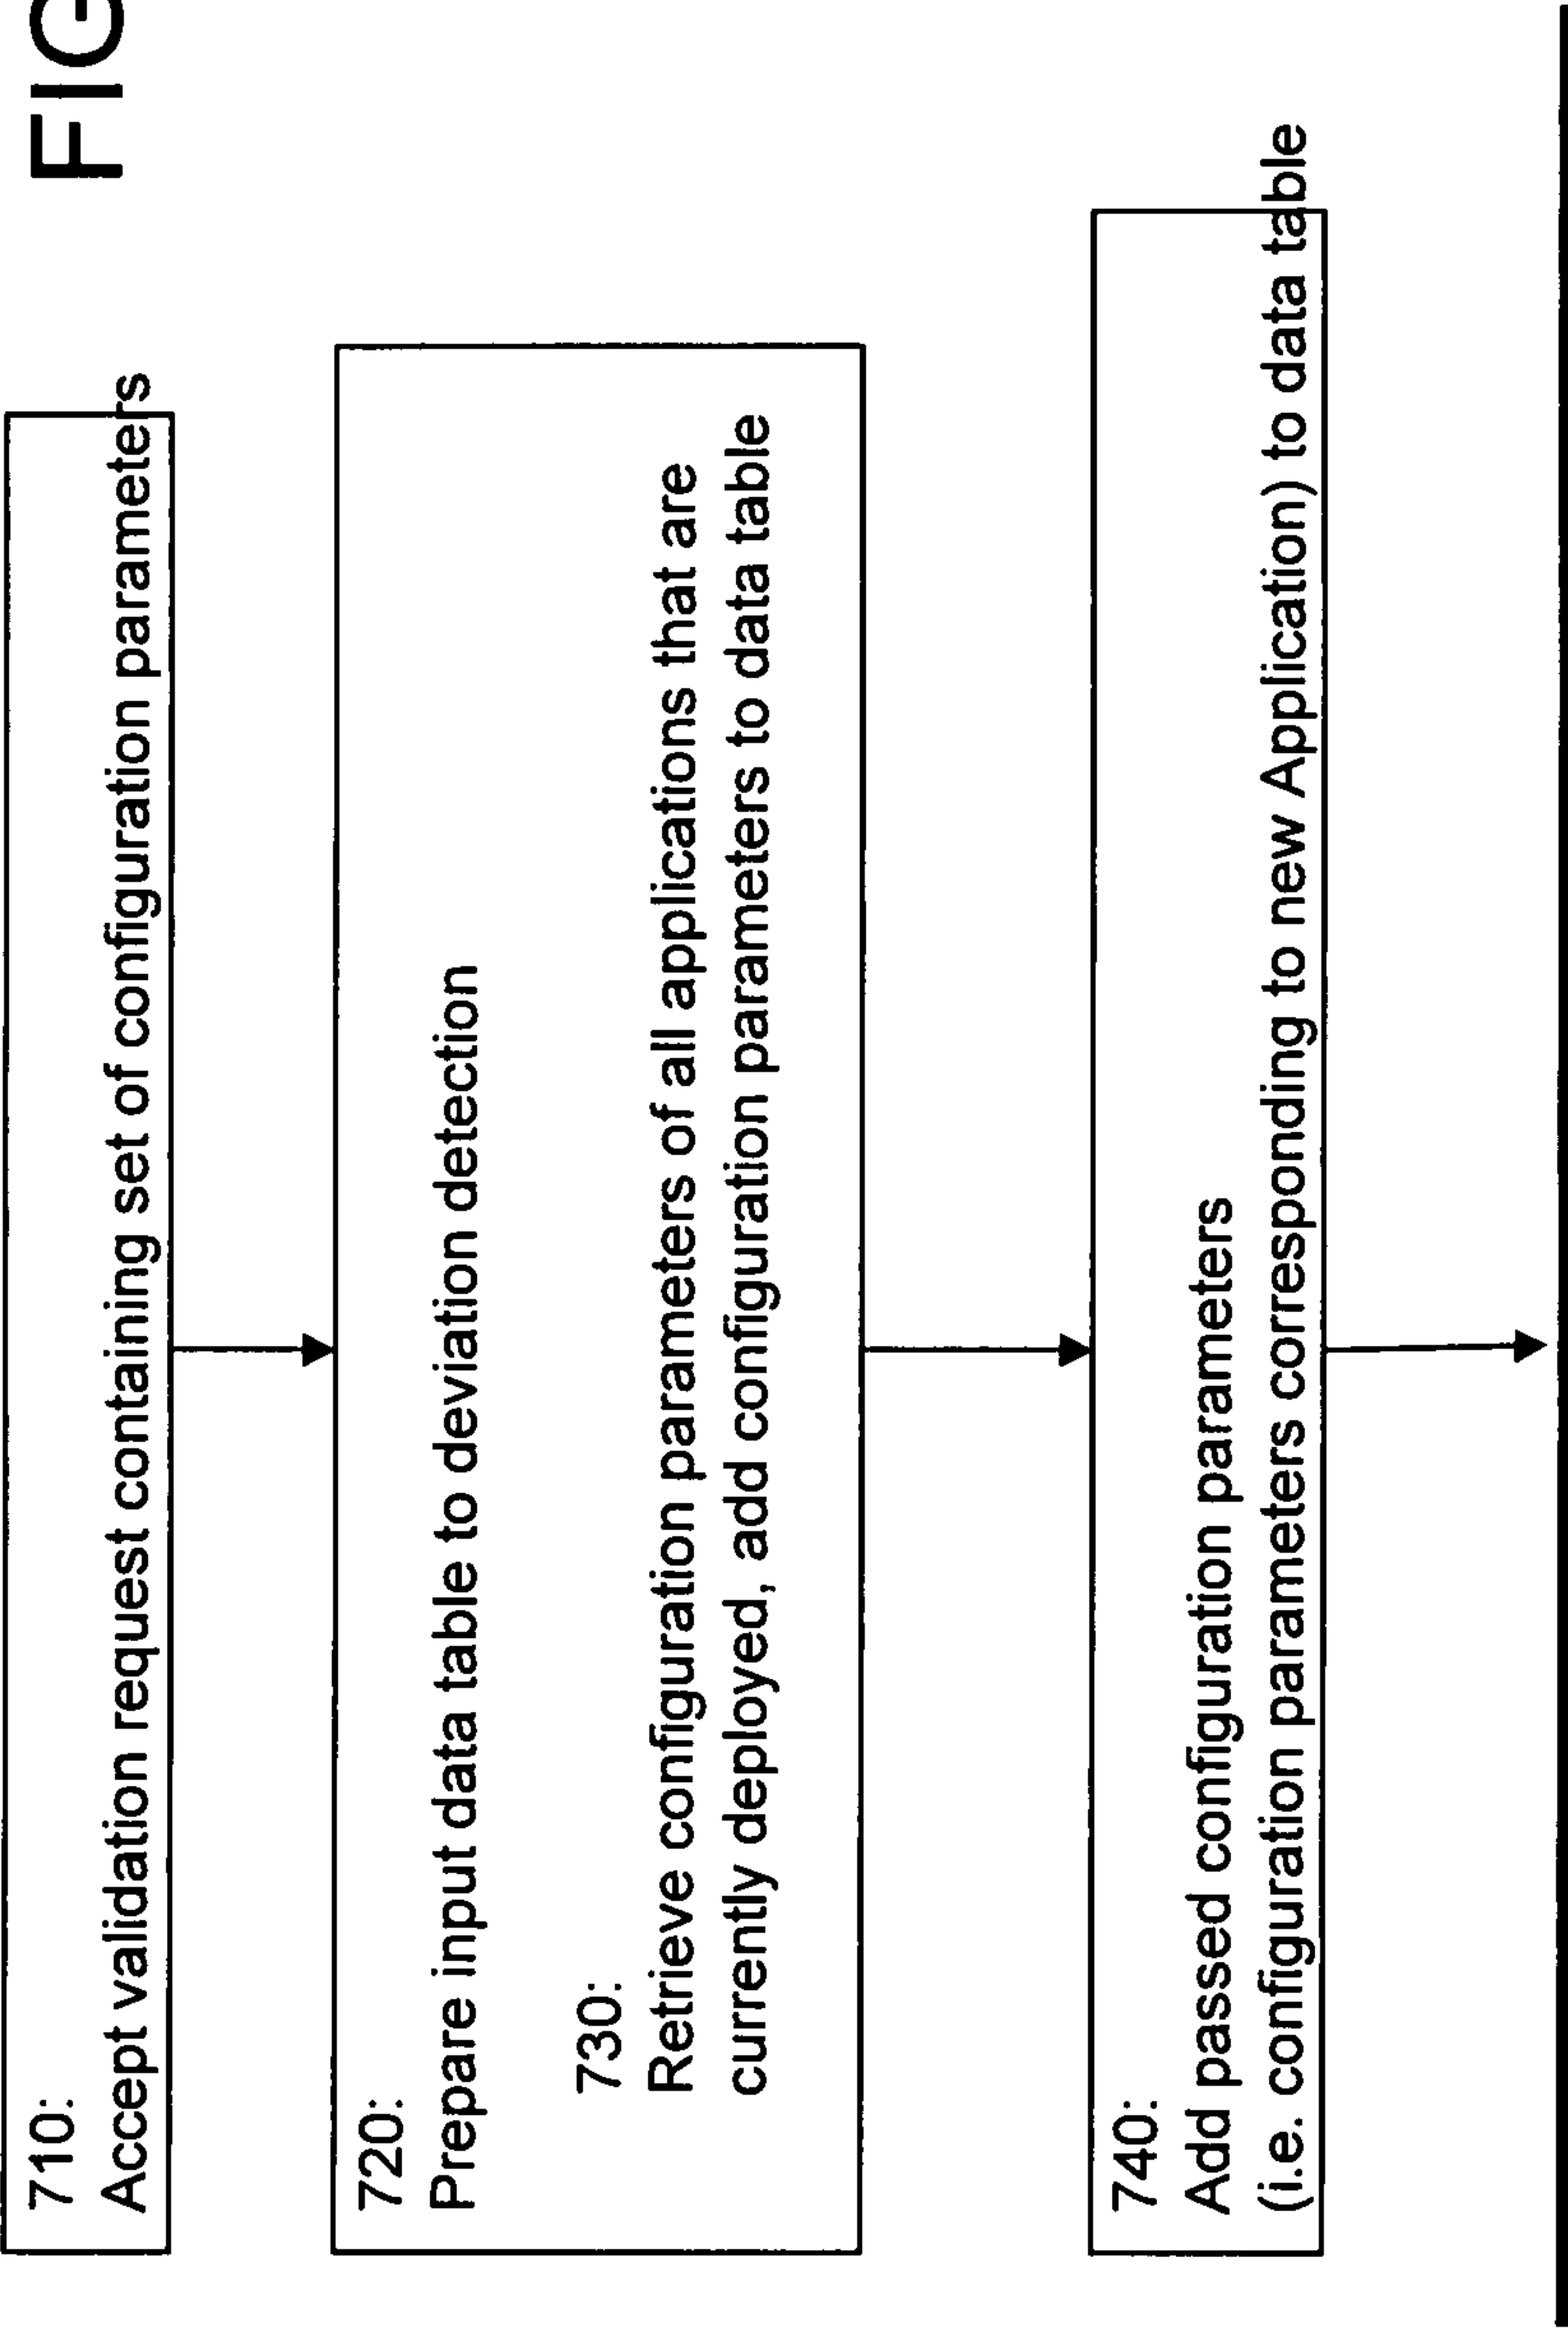 FIG
710:
Accept validation request containing set of configuration parameters
720:
Prepare input data table to deviation detection
730:
Retrieve configuration parameters of all applications that are
currently deployed, add configuration parameters to data table
740:
Add passed configuration parameters
(i.e. configuration parameters corresponding to new Application) to data table